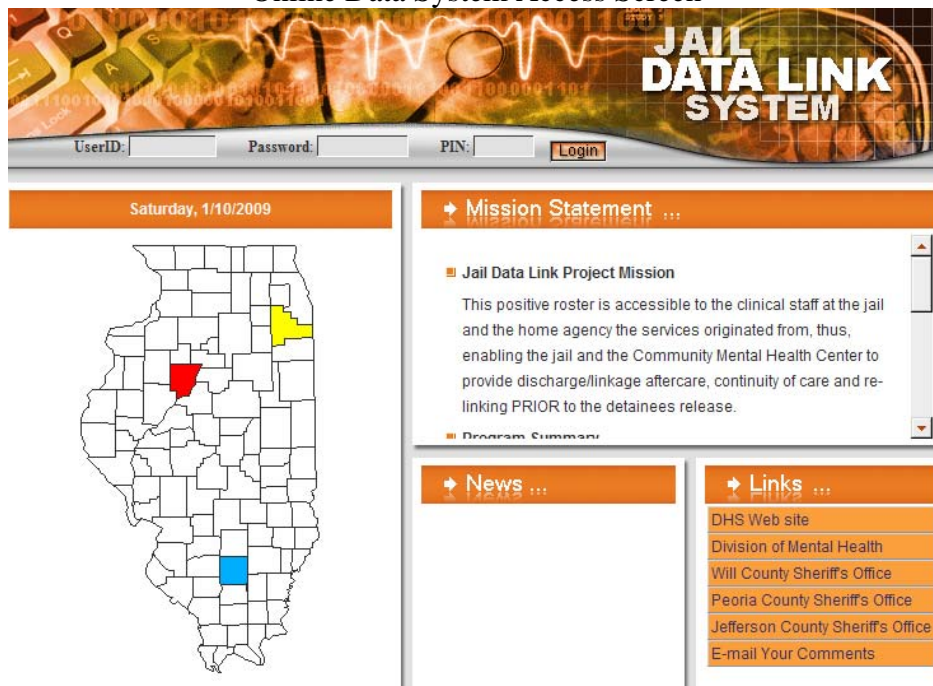 Online Data System Access Screen
JAIL
DATA LINK
SYSTEM
UserID: Password: PIN: Login
Saturday, 1/10/2009
Mission Statement ...
Jail Data Link Project Mission
This positive roster is accessible to the clinical staff at the jail
and the home agency the services originated from, thus,
enabling the jail and the Community Mental Health Center to
provide discharge/linkage aftercare, continuity of care and re-
linking PRIOR to the detainees release.
Program Summary
News ...
Links ...
DHS Web site
Division of Mental Health
Will County Sheriff's Office
Peoria County Sheriff's Office
Jefferson County Sheriff's Office
E-mail Your Comments